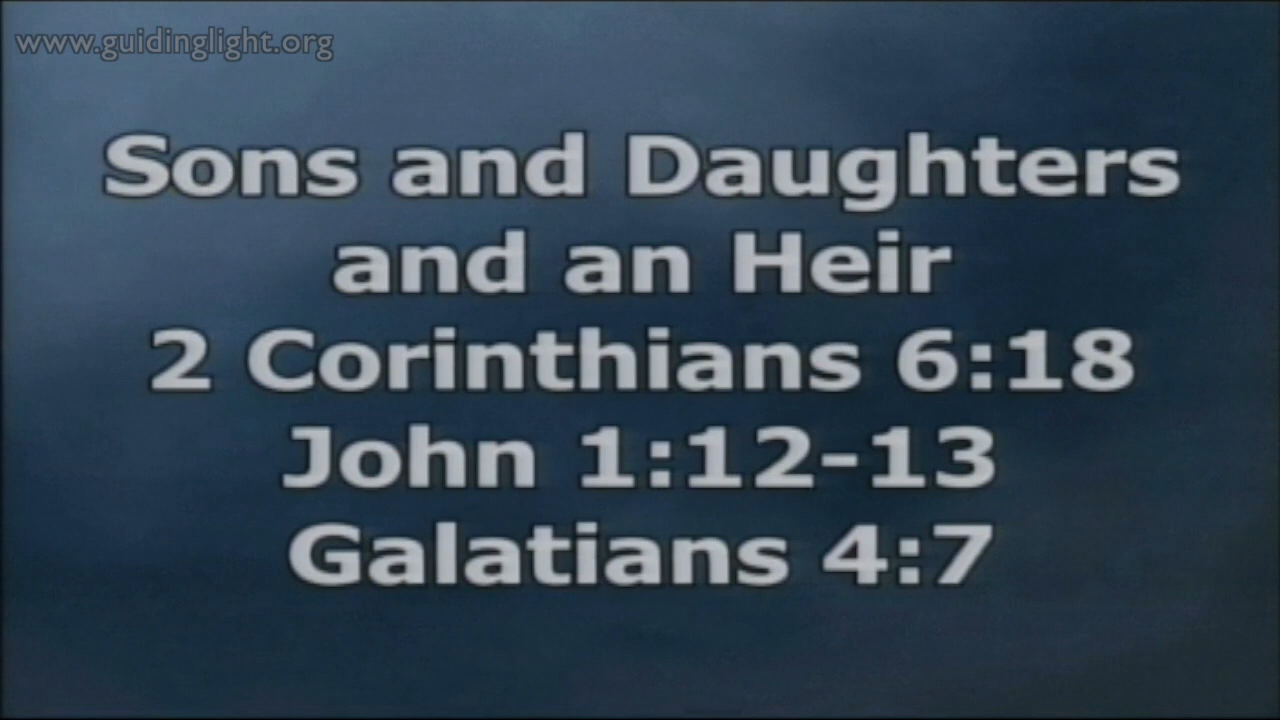 www.guidinglight.org
Sons and Daughters
and an Heir
2 Corinthians 6:18
John 1:12-13
Galatians 4:7